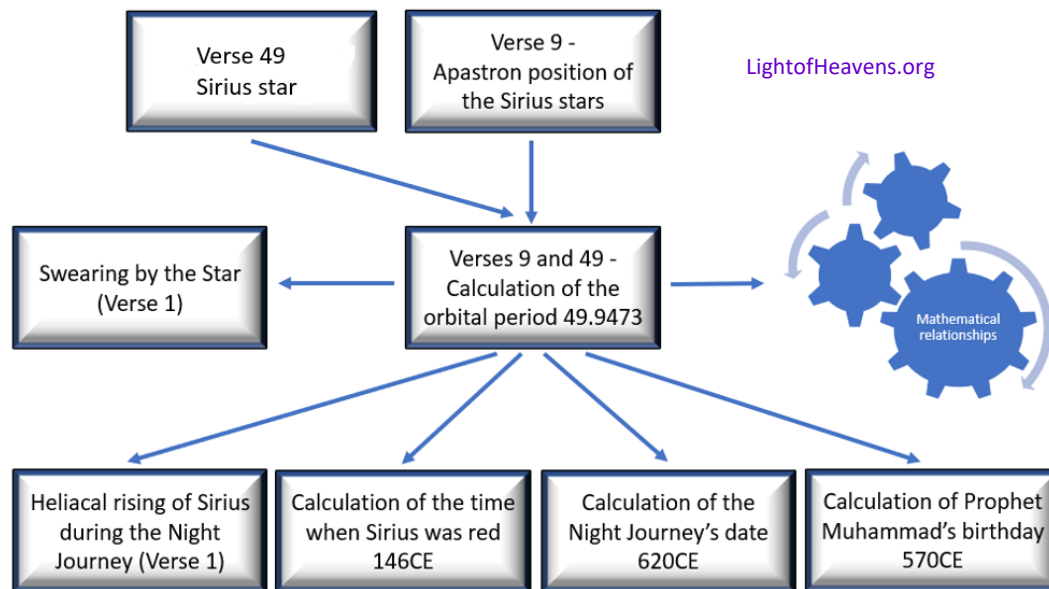 Verse 49
Sirius star
Verse 9 -
Apastron position of
the Sirius stars
LightofHeavens.org
Swearing by the Star
(Verse 1)
Verses 9 and 49 -
Calculation of the
orbital period 49.9473
Mathematical
relationships
Heliacal rising of Sirius
during the Night
Journey (Verse 1)
Calculation of the time
when Sirius was red
146CE
Calculation of the
Night Journey’s date
620CE
Calculation of Prophet
Muhammad’s birthday
570CE